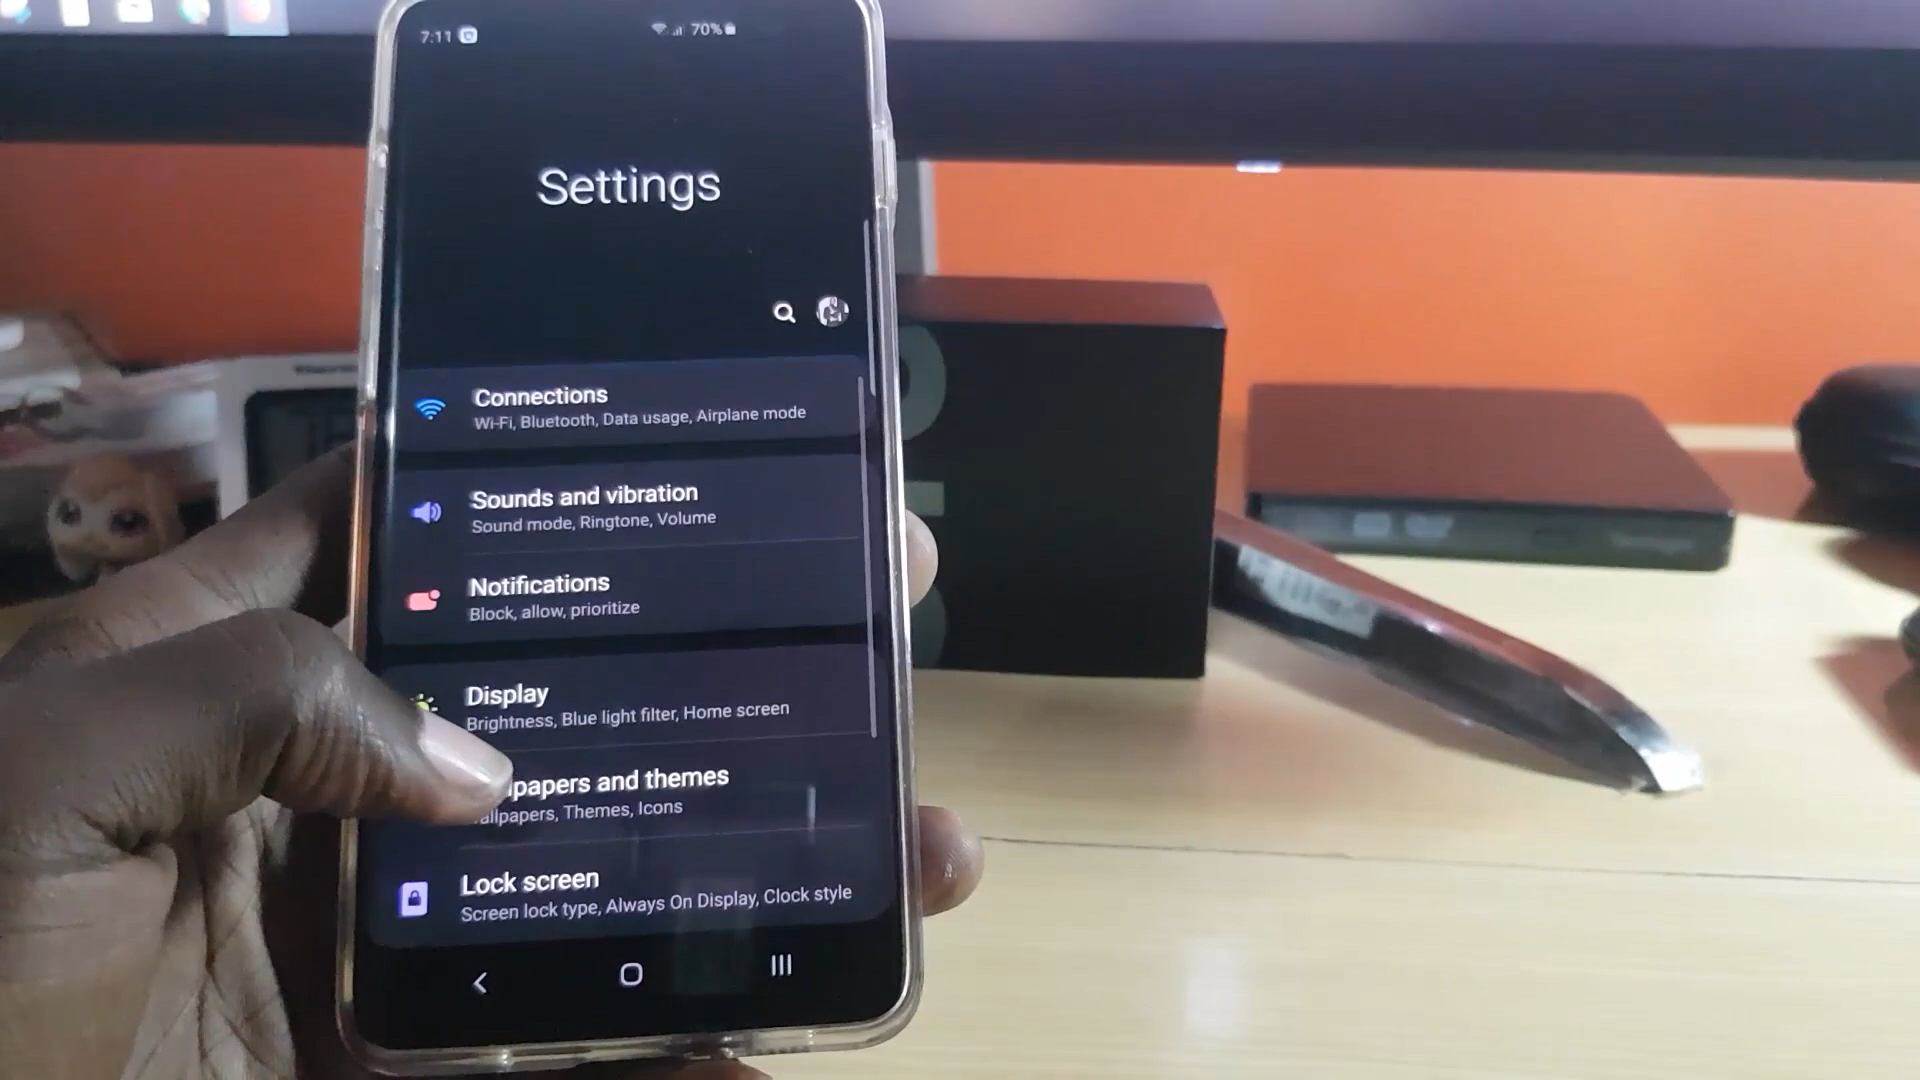 7:11
70%
Settings
Connections
Wi-Fi, Bluetooth, Data usage, Airplane mode
Sounds and vibration
Sound mode, Ringtone, Volume
Notifications
Block, allow, prioritize
Display
Brightness, Blue light filter, Home screen
and themes
Themes, Icons
Lock screen
Screen lock type, Always On Display, Clock style